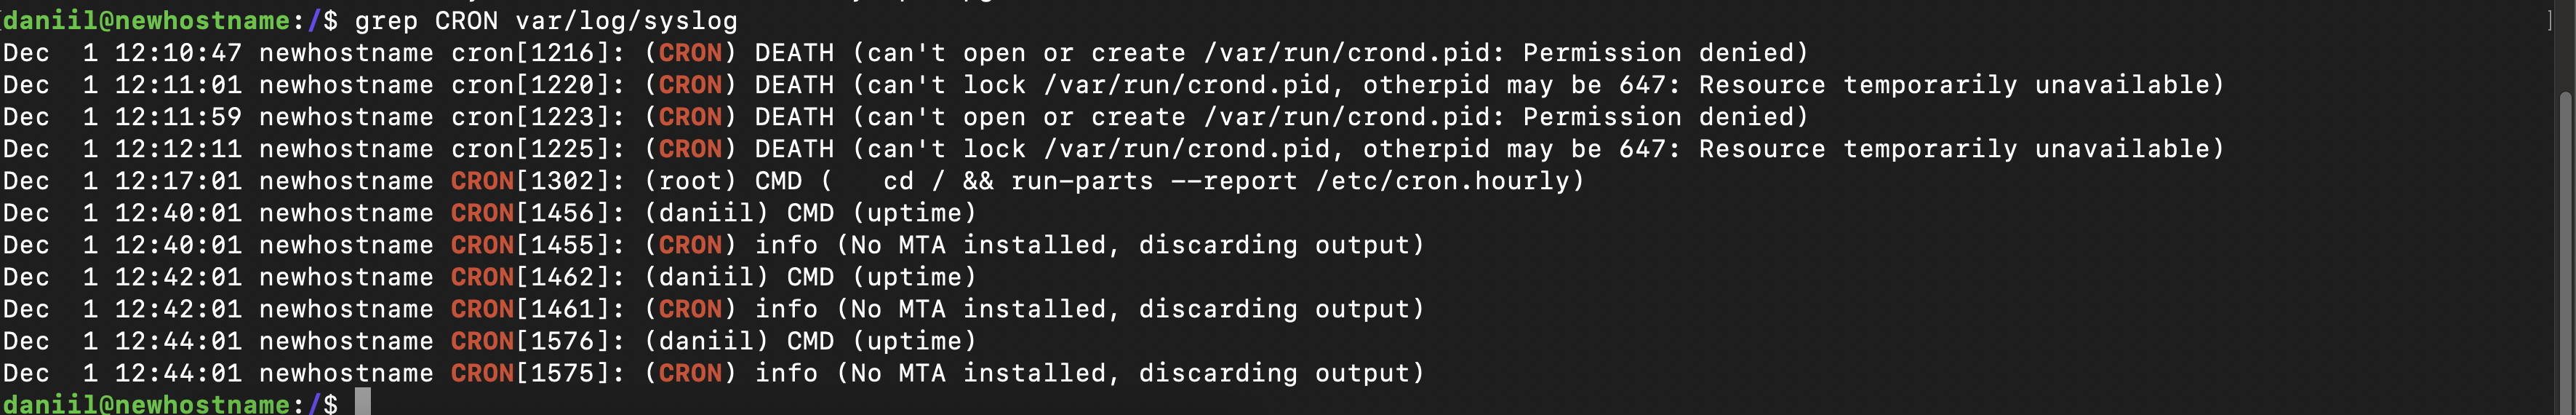 daniil@newhostname:/$ grep CRON var/log/syslog
Dec  1 12:10:47 newhostname cron[1216]: (CRON) DEATH (can't open or create /var/run/crond.pid: Permission denied)
Dec  1 12:11:01 newhostname cron[1220]: (CRON) DEATH (can't lock /var/run/crond.pid, otherpid may be 647: Resource temporarily unavailable)
Dec  1 12:11:59 newhostname cron[1223]: (CRON) DEATH (can't open or create /var/run/crond.pid: Permission denied)
Dec  1 12:12:11 newhostname cron[1225]: (CRON) DEATH (can't lock /var/run/crond.pid, otherpid may be 647: Resource temporarily unavailable)
Dec  1 12:17:01 newhostname CRON[1302]: (root) CMD (   cd / && run-parts --report /etc/cron.hourly)
Dec  1 12:40:01 newhostname CRON[1456]: (daniil) CMD (uptime)
Dec  1 12:40:01 newhostname CRON[1455]: (CRON) info (No MTA installed, discarding output)
Dec  1 12:42:01 newhostname CRON[1462]: (daniil) CMD (uptime)
Dec  1 12:42:01 newhostname CRON[1461]: (CRON) info (No MTA installed, discarding output)
Dec  1 12:44:01 newhostname CRON[1576]: (daniil) CMD (uptime)
Dec  1 12:44:01 newhostname CRON[1575]: (CRON) info (No MTA installed, discarding output)
daniil@newhostname:/$